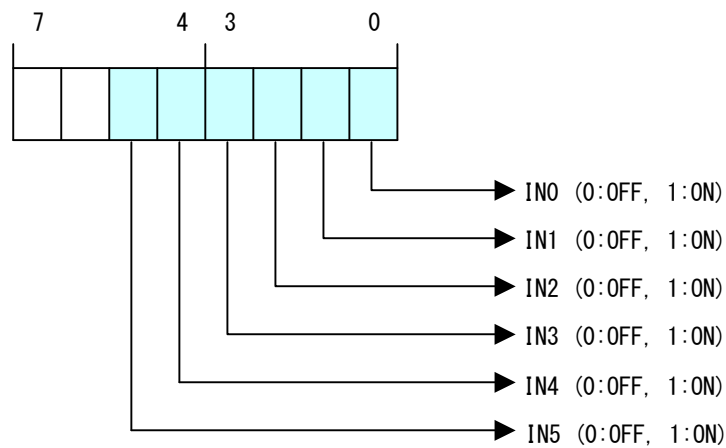 7 4 3 0
IN0 (0:OFF, 1:ON)
IN1 (0:OFF, 1:ON)
IN2 (0:OFF, 1:ON)
IN3 (0:OFF, 1:ON)
IN4 (0:OFF, 1:ON)
IN5 (0:OFF, 1:ON)